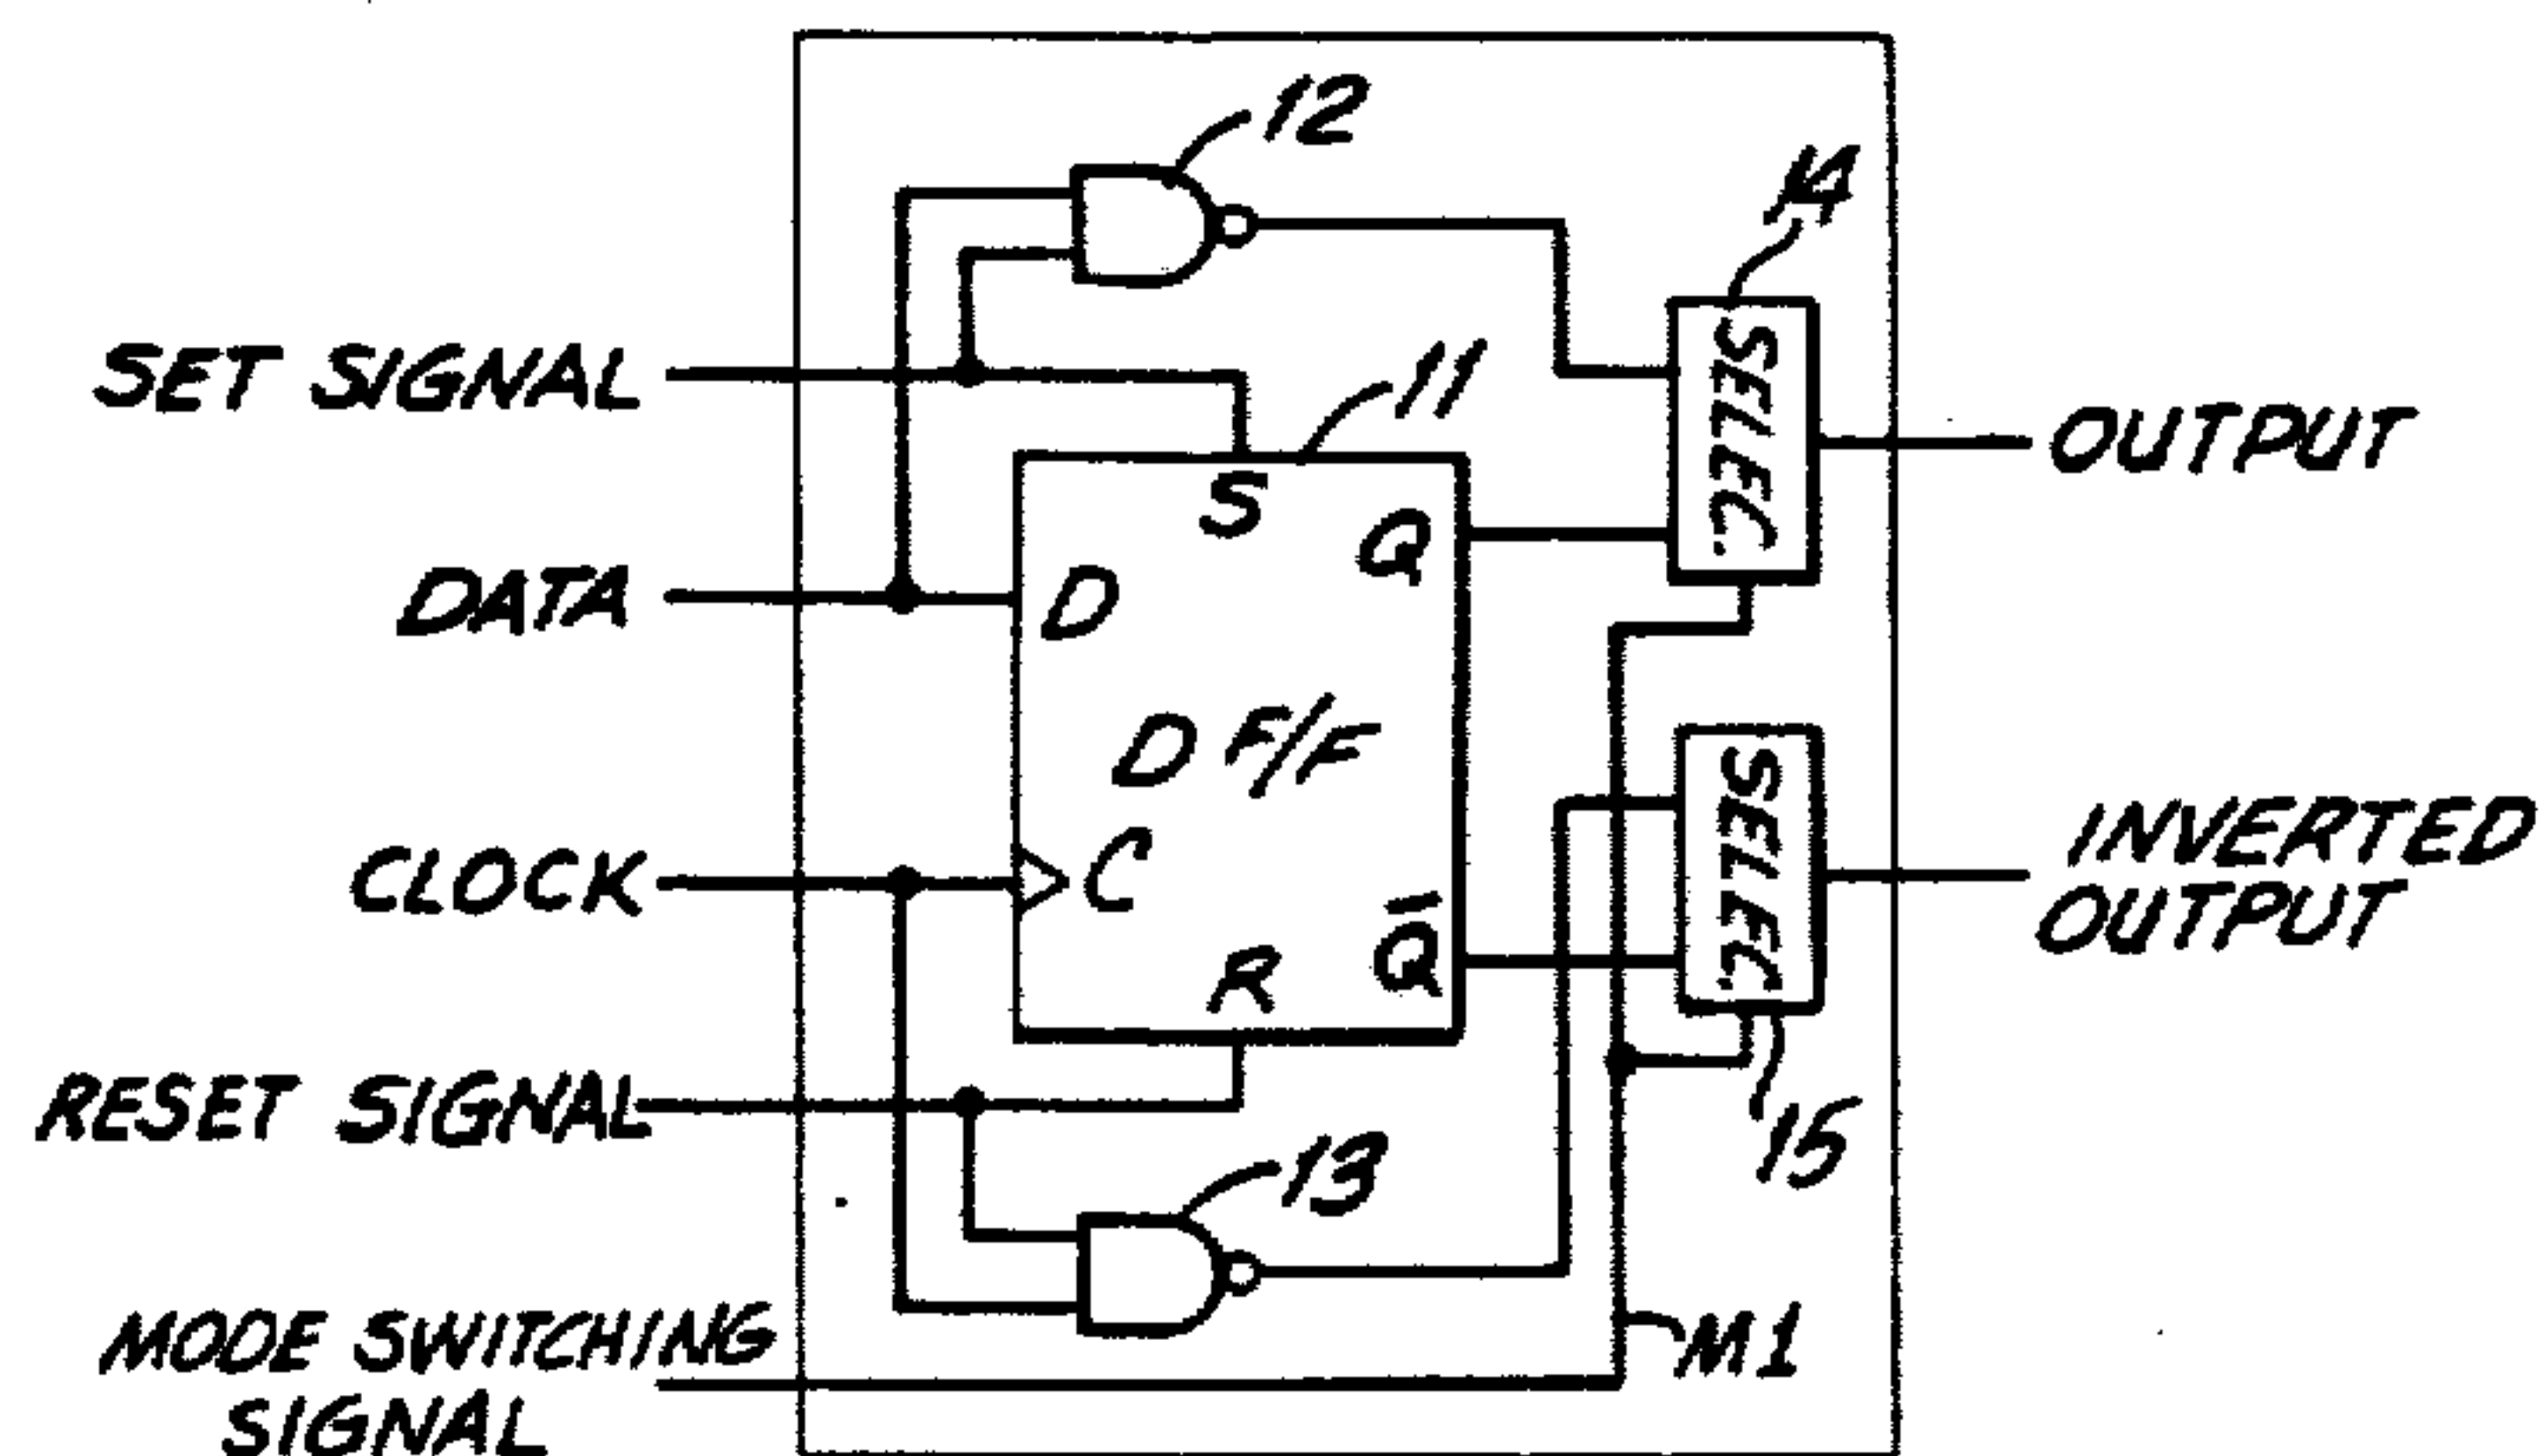 12
14
SET SIGNAL
11
SELEC.
OUTPUT
S
Q
DATA
D
D F/F
SELEC.
INVERTED
OUTPUT
CLOCK
C
Q̅
R
RESET SIGNAL
15
13
MODE SWITCHING
SIGNAL
M1